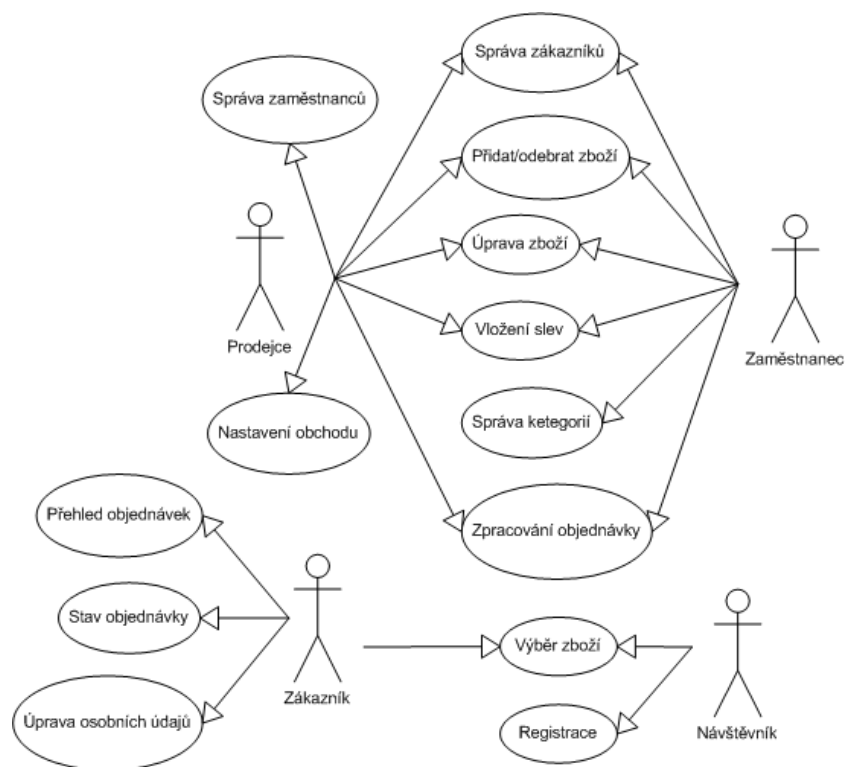 Správa zákazníků
Správa zaměstnanců
Přidat/odebrat zboží
Úprava zboží
Vložení slev
Prodejce
Zaměstnanec
Správa ketegorií
Nastavení obchodu
Přehled objednávek
Zpracování objednávky
Stav objednávky
Výběr zboží
Zákazník
Úprava osobních údajů
Registrace
Návštěvník